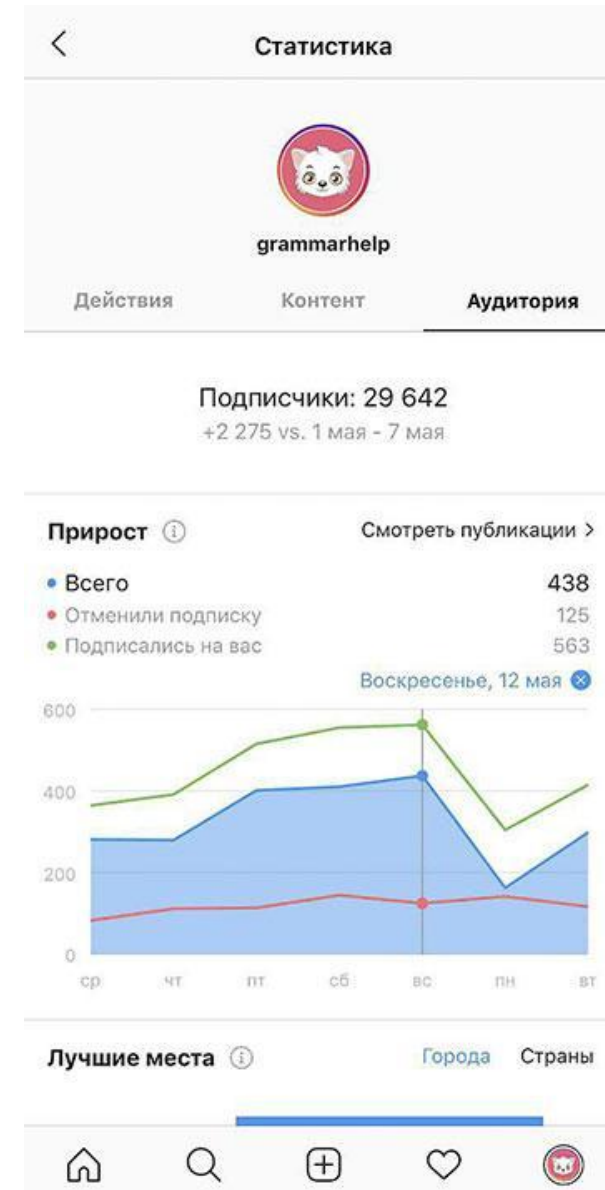 Статистика
grammarhelp
Действия Контент Аудитория
Подписчики: 29 642
+2 275 vs. 1 мая - 7 мая
Прирост Смотреть публикации >
Всего 438
Отменили подписку 125
Подписались на вас 563
Воскресенье, 12 мая
600
400
200
0
ср чт пт сб вс пн вт
Лучшие места Города Страны